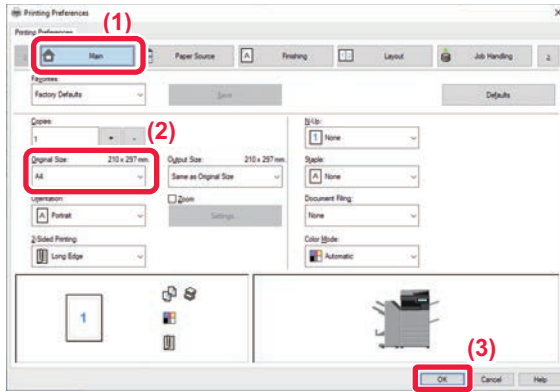 Printing Preferences
(1)
Printing Preferences
Main
Paper Source
A
Finishing
Layout
Job Handling
Favorites:
Factory Defaults
Save
Defaults
Copies:
1
+ -
(2)
N-Up:
1 None
Original Size: 210 x 297 mm.
Output Size: 210 x 297 mm.
Staple:
A4
Same as Original Size
A None
Orientation:
Zoom
Document Filing:
A Portrait
Settings...
None
2-Sided Printing:
Color Mode:
Long Edge
Automatic
1
(3)
OK Cancel Help